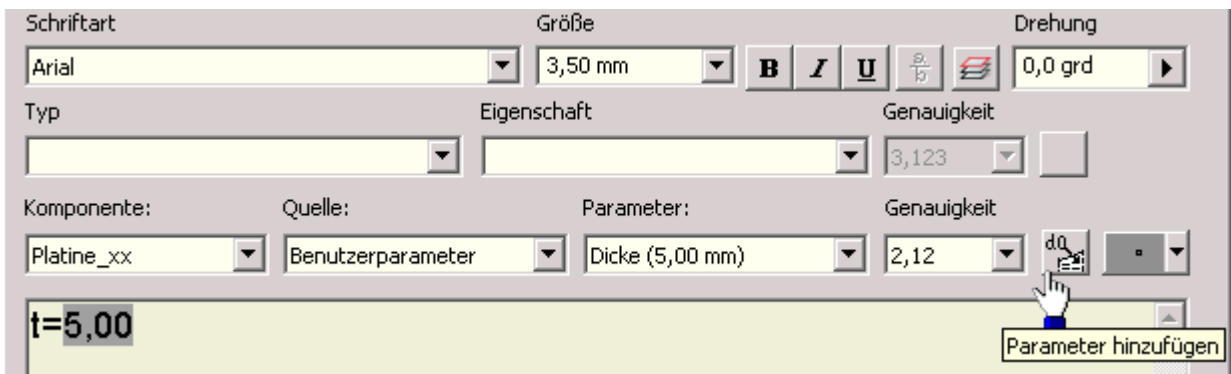 Schriftart Größe Drehung
Arial 3,50 mm B I U a b 0,0 grd
Typ Eigenschaft Genauigkeit
3,123
Komponente: Quelle: Parameter: Genauigkeit
Platine_xx Benutzerparameter Dicke (5,00 mm) 2,12
t=5,00
Parameter hinzufügen